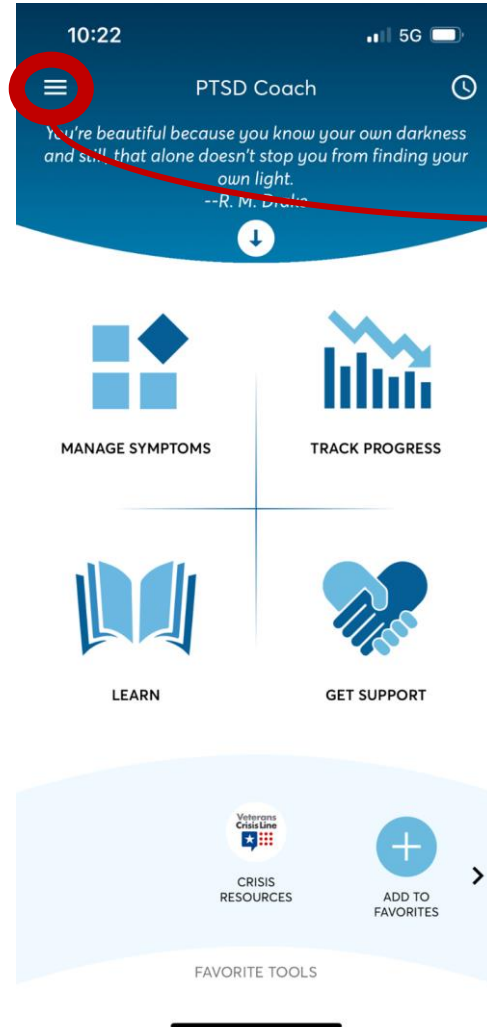 10:22
5G
PTSD Coach
You're beautiful because you know your own darkness
and still, that alone doesn't stop you from finding your
own light.
--R. M. Drake
MANAGE SYMPTOMS
TRACK PROGRESS
LEARN
GET SUPPORT
Veterans
Crisis Line
CRISIS
RESOURCES
ADD TO
FAVORITES
FAVORITE TOOLS